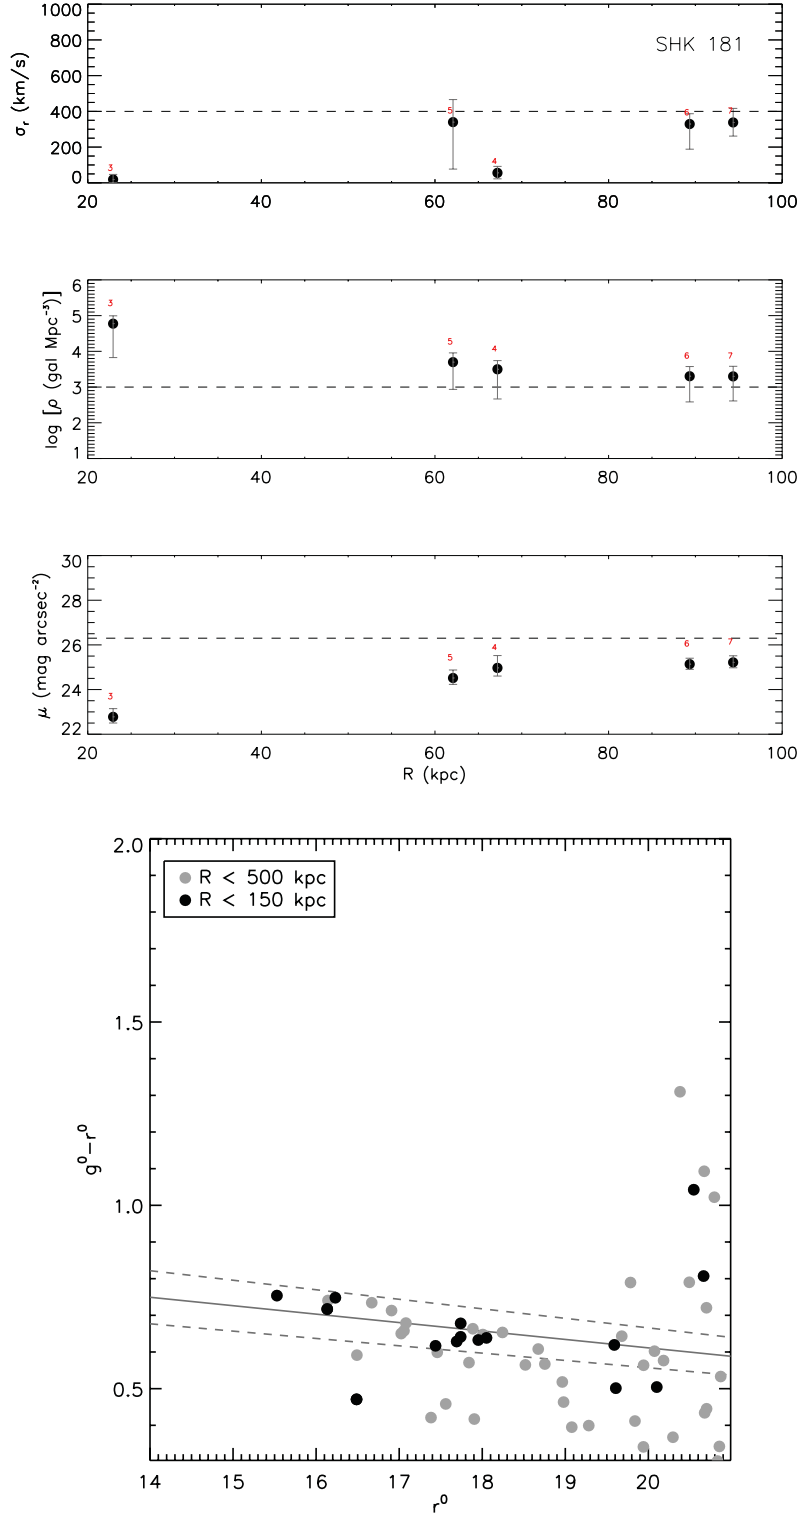 1000
800
600
400
200
0
σr (km/s)
SHK 181
3
5
4
6
7
20 40 60 80 100
6
5
4
3
2
1
log [ρ (gal Mpc⁻³)]
3
5
4
6
7
20 40 60 80 100
30
28
26
24
22
μ (mag arcsec⁻²)
3
5
4
6
7
20 40 60 80 100
R (kpc)
2.0
1.5
1.0
0.5
g⁰−r⁰
R < 500 kpc
R < 150 kpc
14 15 16 17 18 19 20
r⁰